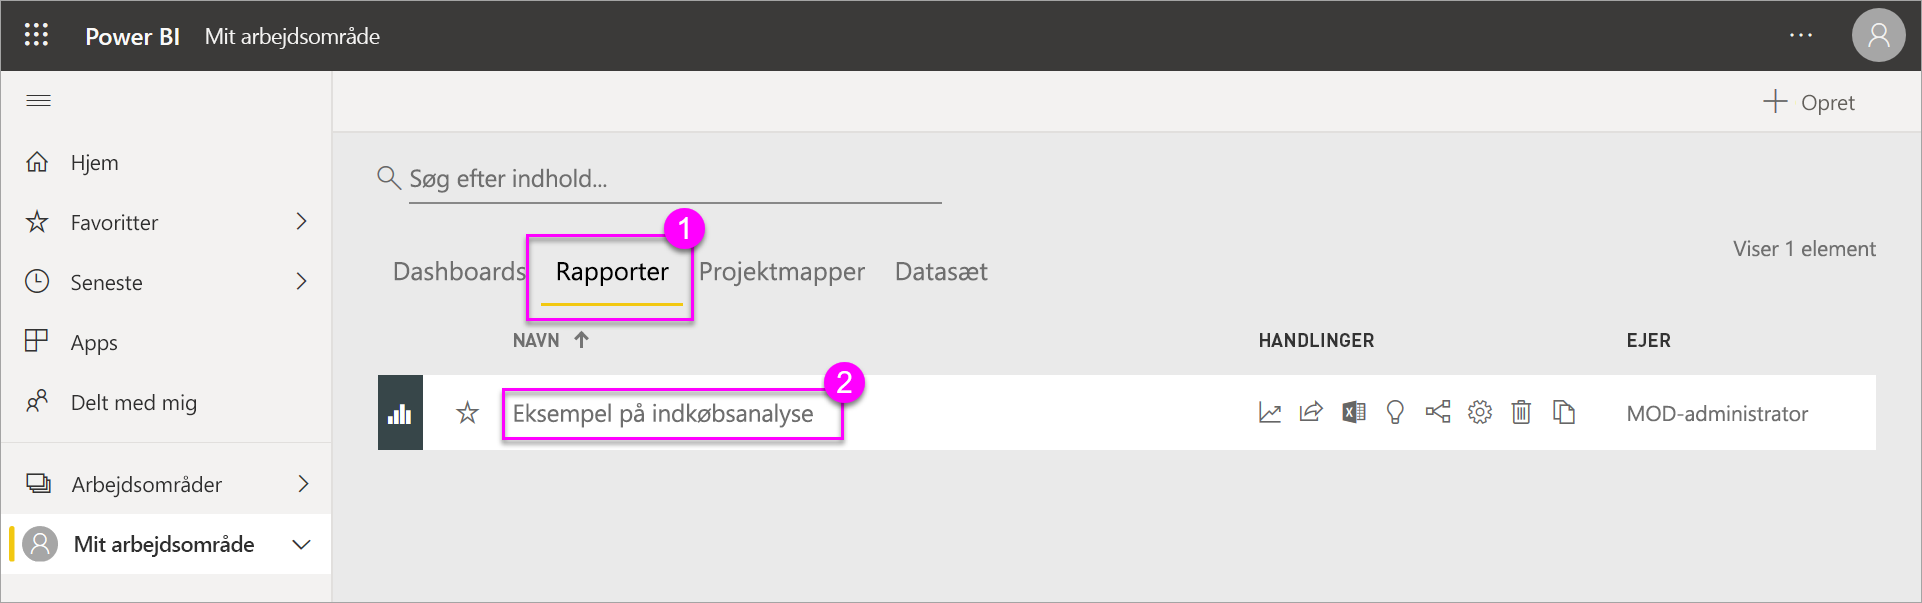 Power BI Mit arbejdsområde ...
Opret
Hjem
Favoritter
Seneste
Apps
Delt med mig
Arbejdsområder
Mit arbejdsområde
Søg efter indhold...
1
Viser 1 element
Dashboards Rapporter Projektmapper Datasæt
NAVN HANDLINGER EJER
2
Eksempel på indkøbsanalyse MOD-administrator